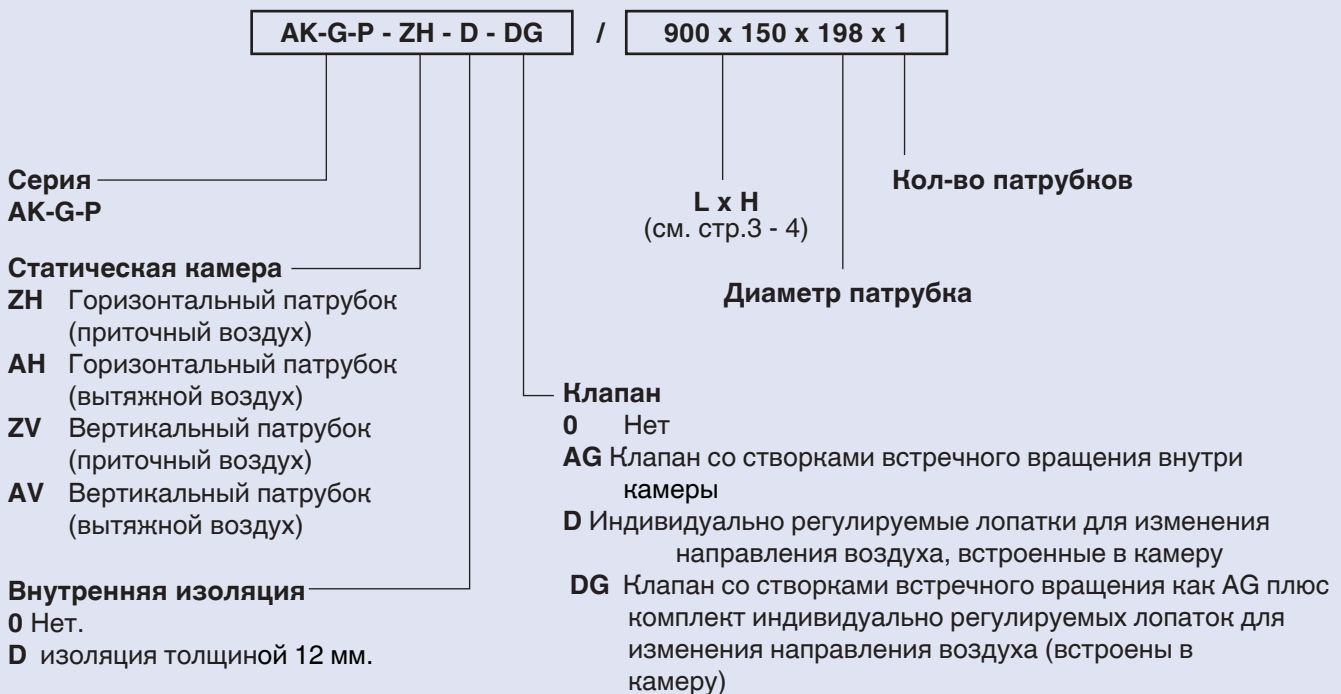 AK-G-P - ZH - D - DG / 900 x 150 x 198 x 1
Серия
AK-G-P
Статическая камера
ZH Горизонтальный патрубок
(приточный воздух)
AH Горизонтальный патрубок
(вытяжной воздух)
ZV Вертикальный патрубок
(приточный воздух)
AV Вертикальный патрубок
(вытяжной воздух)
Внутренняя изоляция
0 Нет.
D изоляция толщиной 12 мм.
L x H
(см. стр.3 - 4)
Кол-во патрубков
Диаметр патрубка
Клапан
0 Нет
AG Клапан со створками встречного вращения внутри
камеры
D Индивидуально регулируемые лопатки для изменения
направления воздуха, встроенные в камеру
DG Клапан со створками встречного вращения как AG плюс
комплект индивидуально регулируемых лопаток для
изменения направления воздуха (встроены в
камеру)